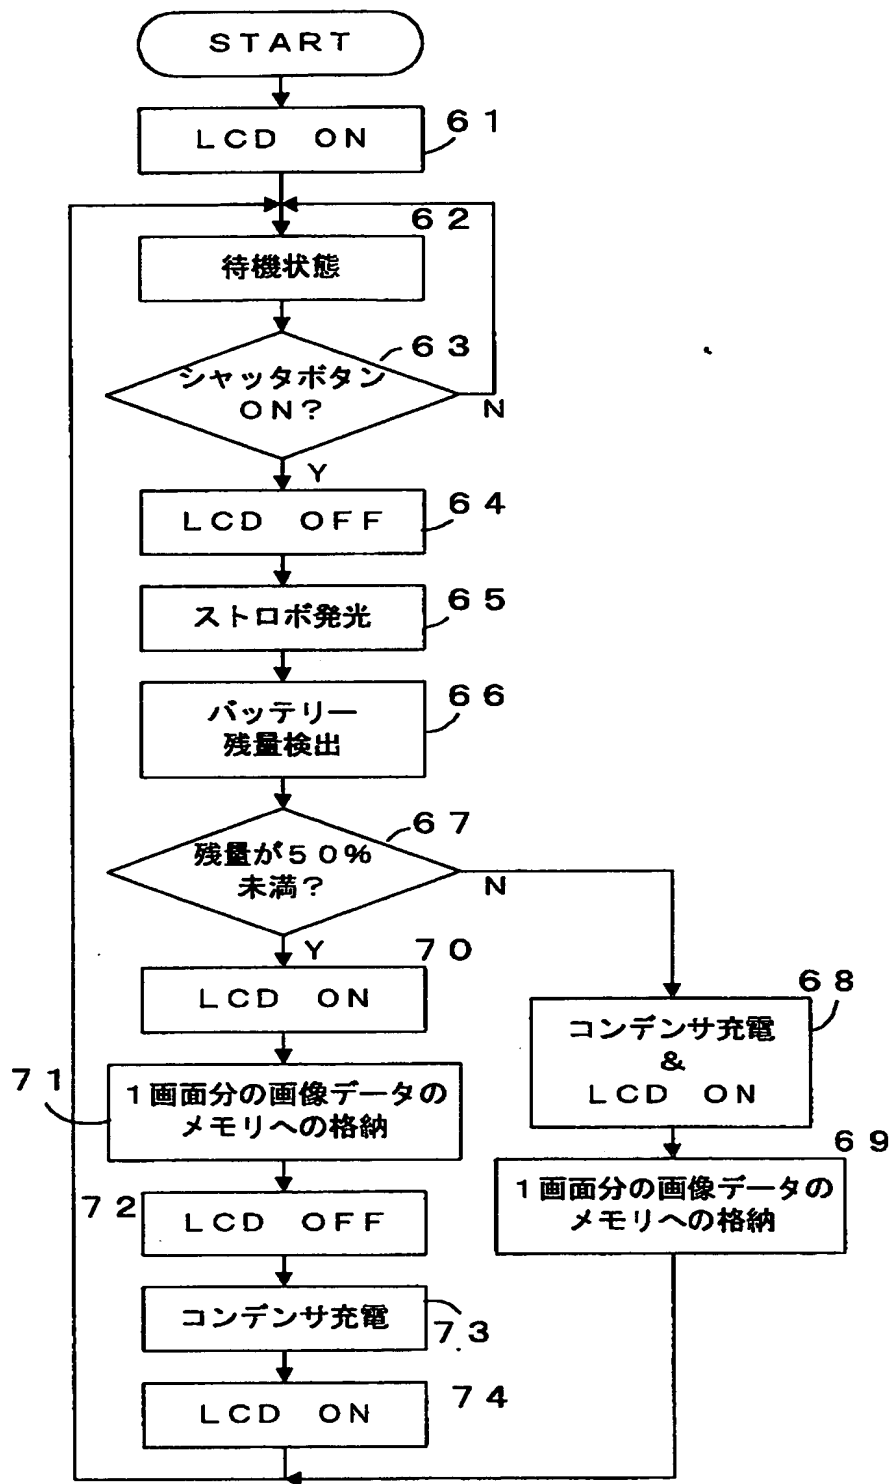 START
LCD ON
61
62
待機状態
63
シャッタボタン
ON?
N
Y
LCD OFF
64
ストロボ発光
65
バッテリー
残量検出
66
67
残量が50%
未満?
N
Y
70
LCD ON
68
コンデンサ充電
&
LCD ON
71
1画面分の画像データの
メモリへの格納
69
1画面分の画像データの
メモリへの格納
72
LCD OFF
コンデンサ充電
73
LCD ON
74